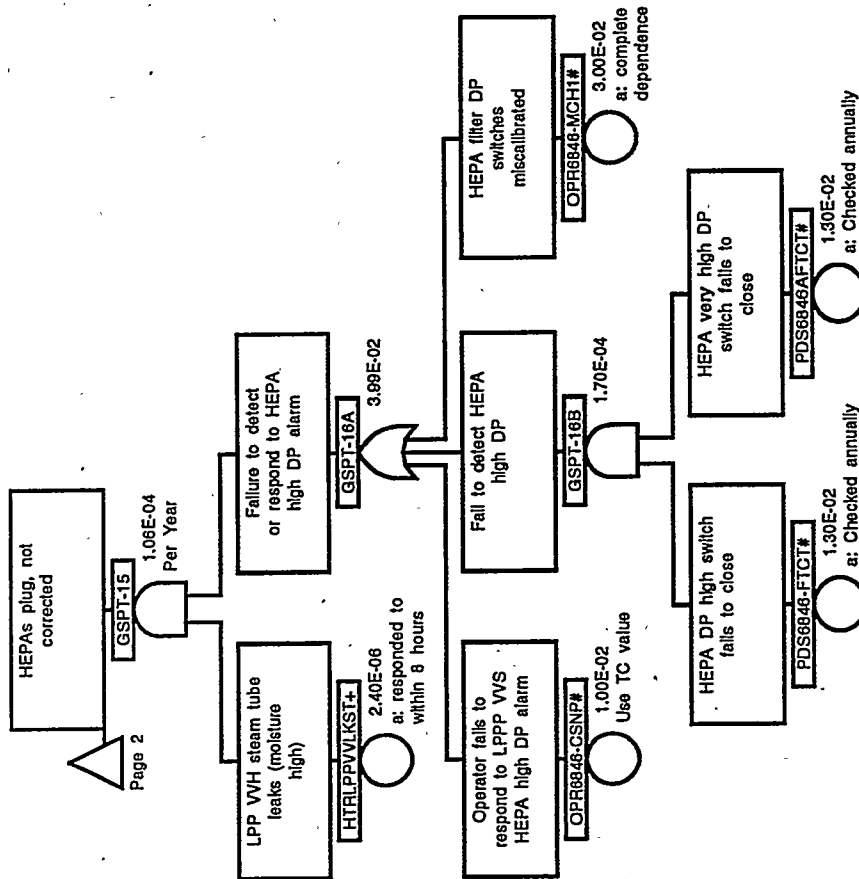 HEPAs plug, not
corrected
GSPT-15
1.06E-04
Per Year
Page 2
LPP VVH steam tube
leaks (moisture
high)
HTRLPPVVLKST+
2.40E-06
a: responded to
within 8 hours
Failure to detect
or respond to HEPA
high DP alarm
GSPT-16A
3.99E-02
Operator fails to
respond to LPPP VVS
HEPA high DP alarm
OPR6846-CSNP#
1.00E-02
Use TC value
Fail to detect HEPA
high DP
GSPT-16B
1.70E-04
HEPA filter DP
switches
miscalibrated
OPR6846-MCH1#
3.00E-02
a: complete
dependence
HEPA DP high switch
fails to close
PDS6846-FTCT#
1.30E-02
a: Checked annually
HEPA very high DP
switch fails to
close
PDS6846AFTCT#
1.30E-02
a: Checked annually